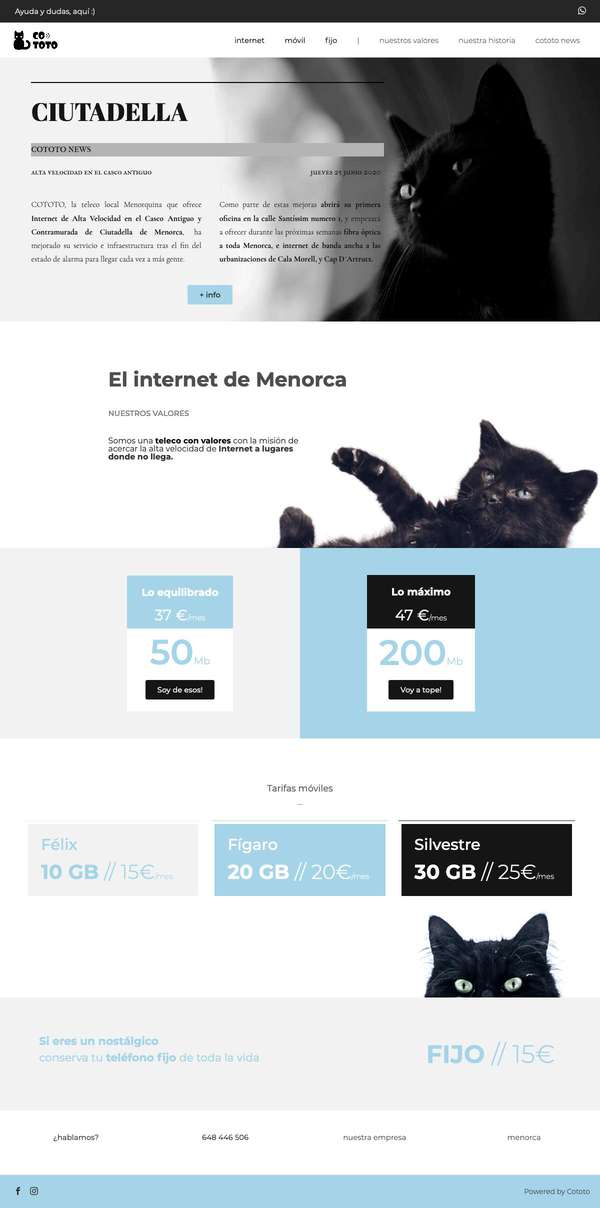 Ayuda y dudas, aquí :)
CO
TOTO
internet móvil fijo | nuestros valores nuestra historia cototo news
CIUTADELLA
COTOTO NEWS
ALTA VELOCIDAD EN EL CASCO ANTIGUO
JUEVES 25 JUNIO 2020
COTOTO, la teleco local Menorquina que ofrece
Internet de Alta Velocidad en el Casco Antiguo y
Contramurada de Ciutadella de Menorca, ha
mejorado su servicio e infraestructura tras el fin del
estado de alarma para llegar cada vez a más gente.
Como parte de estas mejoras abrirá su primera
oficina en la calle Santíssim numero 1, y empezará
a ofrecer durante las próximas semanas fibra óptica
a toda Menorca, e internet de banda ancha a las
urbanizaciones de Cala Morell, y Cap D'Artrutx.
+ info
El internet de Menorca
NUESTROS VALORES
Somos una teleco con valores con la misión de
acercar la alta velocidad de Internet a lugares
donde no llega.
Lo equilibrado
37 €/mes
50 Mb
Soy de esos!
Lo máximo
47 €/mes
200 Mb
Voy a tope!
Tarifas móviles
_
Félix
10 GB // 15€/mes
Fígaro
20 GB // 20€/mes
Silvestre
30 GB // 25€/mes
Si eres un nostálgico
conserva tu teléfono fijo de toda la vida
FIJO // 15€
¿hablamos? 648 446 506 nuestra empresa menorca
Powered by Cototo